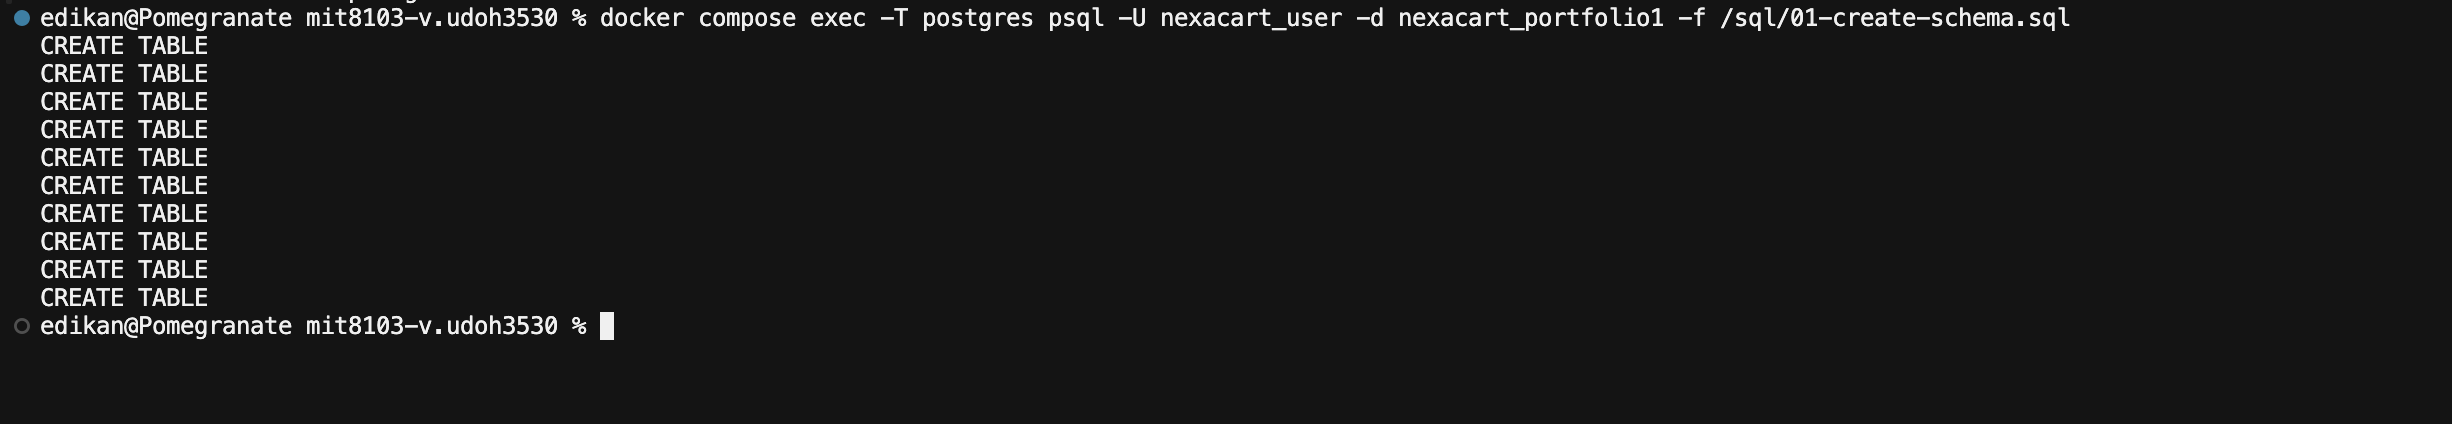 edikan@Pomegranate mit8103-v.udoh3530 % docker compose exec -T postgres psql -U nexacart_user -d nexacart_portfolio1 -f /sql/01-create-schema.sql
CREATE TABLE
CREATE TABLE
CREATE TABLE
CREATE TABLE
CREATE TABLE
CREATE TABLE
CREATE TABLE
CREATE TABLE
CREATE TABLE
CREATE TABLE
edikan@Pomegranate mit8103-v.udoh3530 %